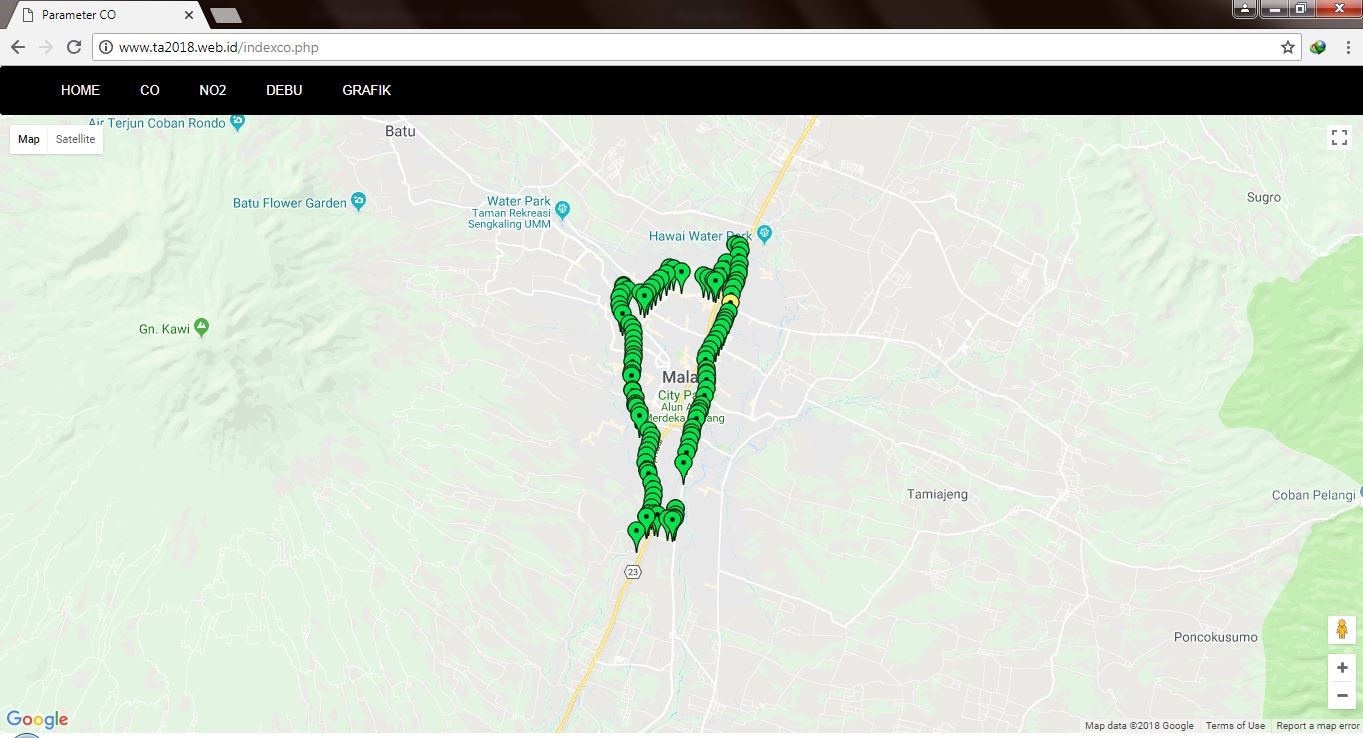 Parameter CO
www.ta2018.web.id/indexco.php
HOME CO NO2 DEBU GRAFIK
Map Satellite
Air Terjun Coban Rondo
Batu
Batu Flower Garden
Water Park
Taman Rekreasi
Sengkaling UMM
Sugro
Hawai Water Park
Gn. Kawi
Mala
City Pa
Alun A
Merdeka
ang
Tamiajeng
Coban Pelangi
23
Poncokusumo
Google
Map data ©2018 Google Terms of Use Report a map error